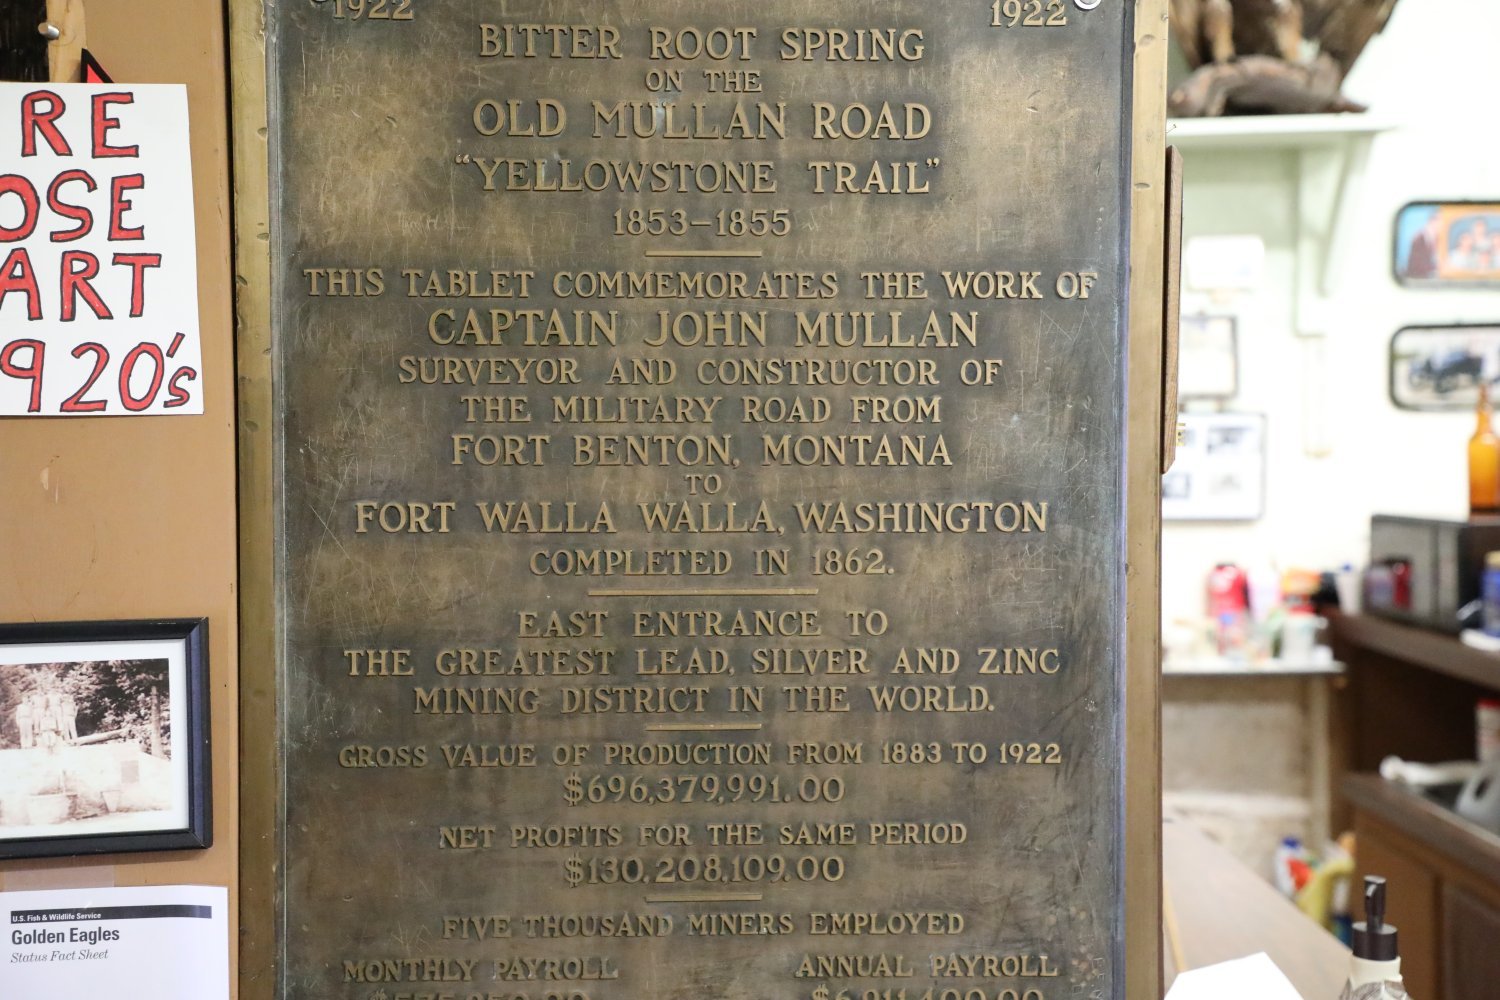 RE
OSE
ART
1920's
1922 1922
BITTER ROOT SPRING
ON THE
OLD MULLAN ROAD
"YELLOWSTONE TRAIL"
1853–1855
THIS TABLET COMMEMORATES THE WORK OF
CAPTAIN JOHN MULLAN
SURVEYOR AND CONSTRUCTOR OF
THE MILITARY ROAD FROM
FORT BENTON, MONTANA
TO
FORT WALLA WALLA, WASHINGTON
COMPLETED IN 1862.
EAST ENTRANCE TO
THE GREATEST LEAD, SILVER AND ZINC
MINING DISTRICT IN THE WORLD.
GROSS VALUE OF PRODUCTION FROM 1883 TO 1922
$696,379,991.00
NET PROFITS FOR THE SAME PERIOD
$130,208,109.00
FIVE THOUSAND MINERS EMPLOYED
MONTHLY PAYROLL ANNUAL PAYROLL
U.S. Fish & Wildlife Service
Golden Eagles
Status Fact Sheet